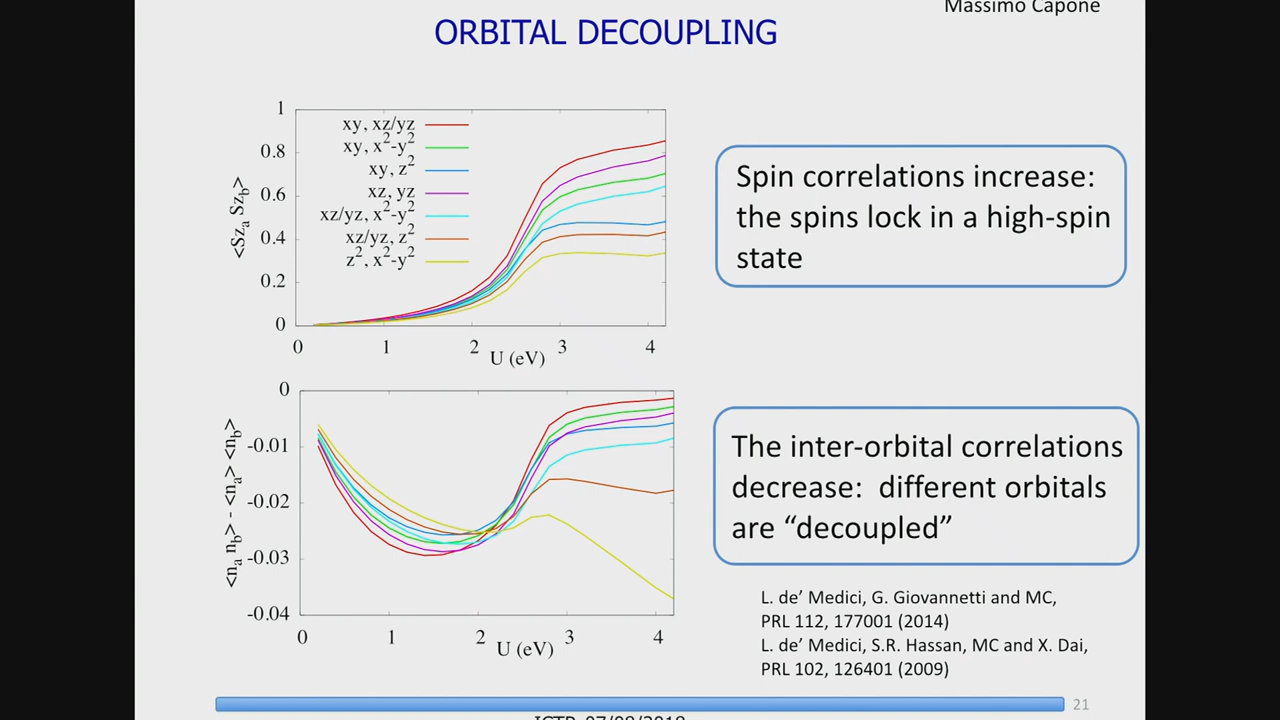 Massimo Capone
ORBITAL DECOUPLING
1
0.8
0.6
0.4
0.2
0
<Sz_a Sz_b>
xy, xz/yz
xy, x²-y²
xy, z²
xz, yz
xz/yz, x²-y²
xz/yz, z²
z², x²-y²
0 1 2 3 4
U (eV)
Spin correlations increase:
the spins lock in a high-spin
state
0
-0.01
-0.02
-0.03
-0.04
<n_a n_b> - <n_a> <n_b>
0 1 2 3 4
U (eV)
The inter-orbital correlations
decrease: different orbitals
are “decoupled”
L. de’ Medici, G. Giovannetti and MC,
PRL 112, 177001 (2014)
L. de’ Medici, S.R. Hassan, MC and X. Dai,
PRL 102, 126401 (2009)
21
ICTP, 07/08/2018